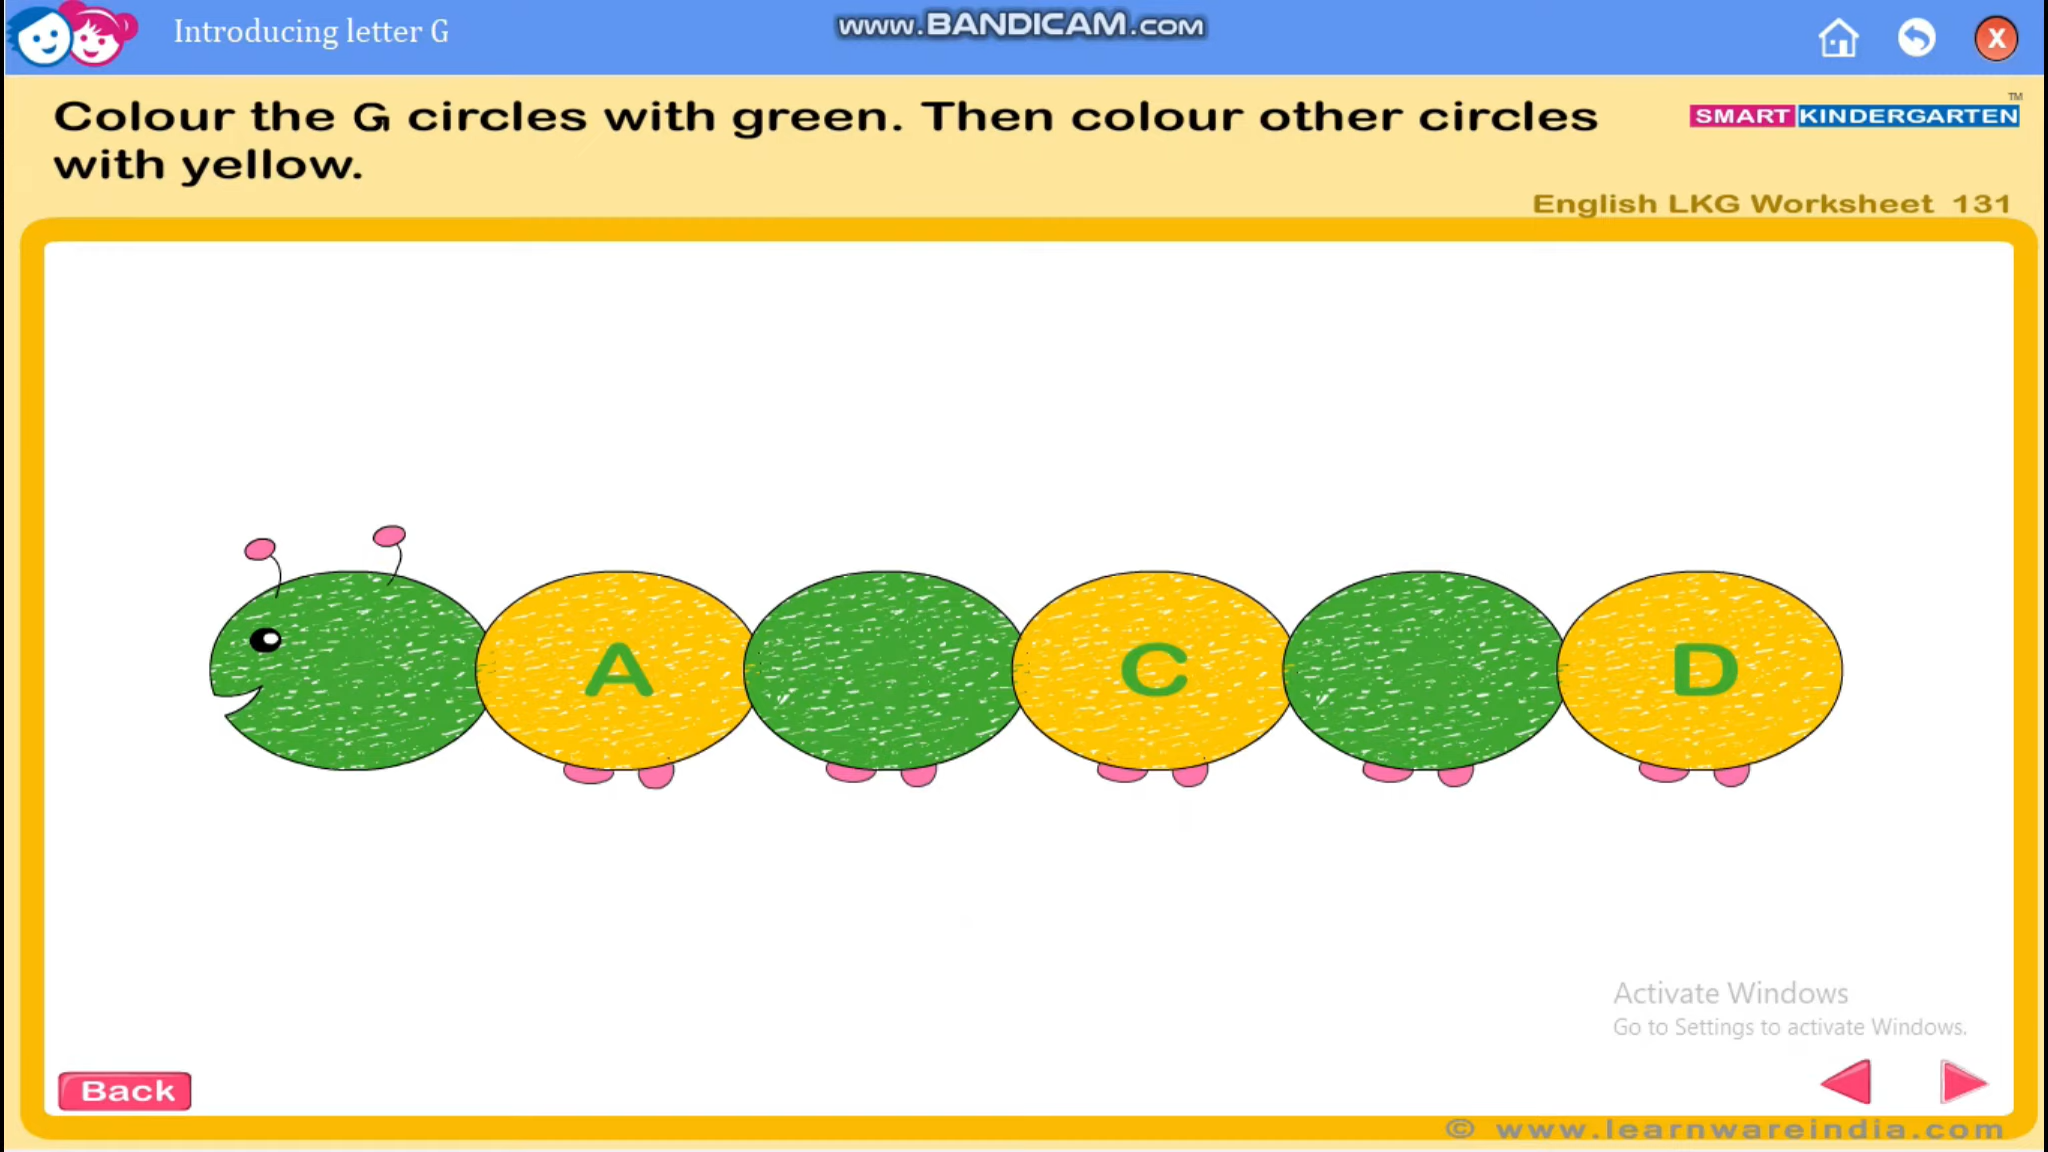 Introducing letter G
www.BANDICAM.com
X
Colour the G circles with green. Then colour other circles
with yellow.
SMART KINDERGARTEN TM
English LKG Worksheet 131
A
C
D
Activate Windows
Go to Settings to activate Windows.
Back
© www.learnwareindia.com